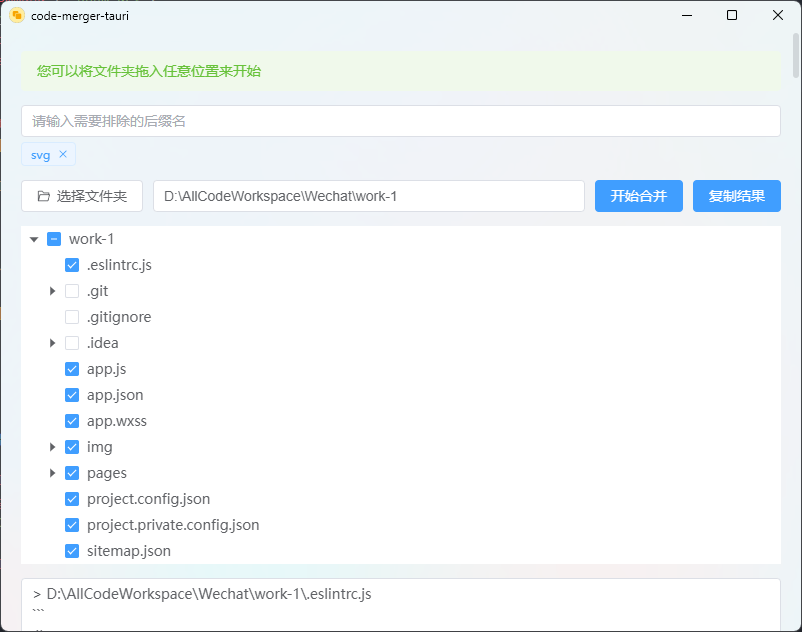 code-merger-tauri
您可以将文件夹拖入任意位置来开始
请输入需要排除的后缀名
svg
选择文件夹 D:\AllCodeWorkspace\Wechat\work-1 开始合并 复制结果
work-1
.eslintrc.js
.git
.gitignore
.idea
app.js
app.json
app.wxss
img
pages
project.config.json
project.private.config.json
sitemap.json
> D:\AllCodeWorkspace\Wechat\work-1\.eslintrc.js
```